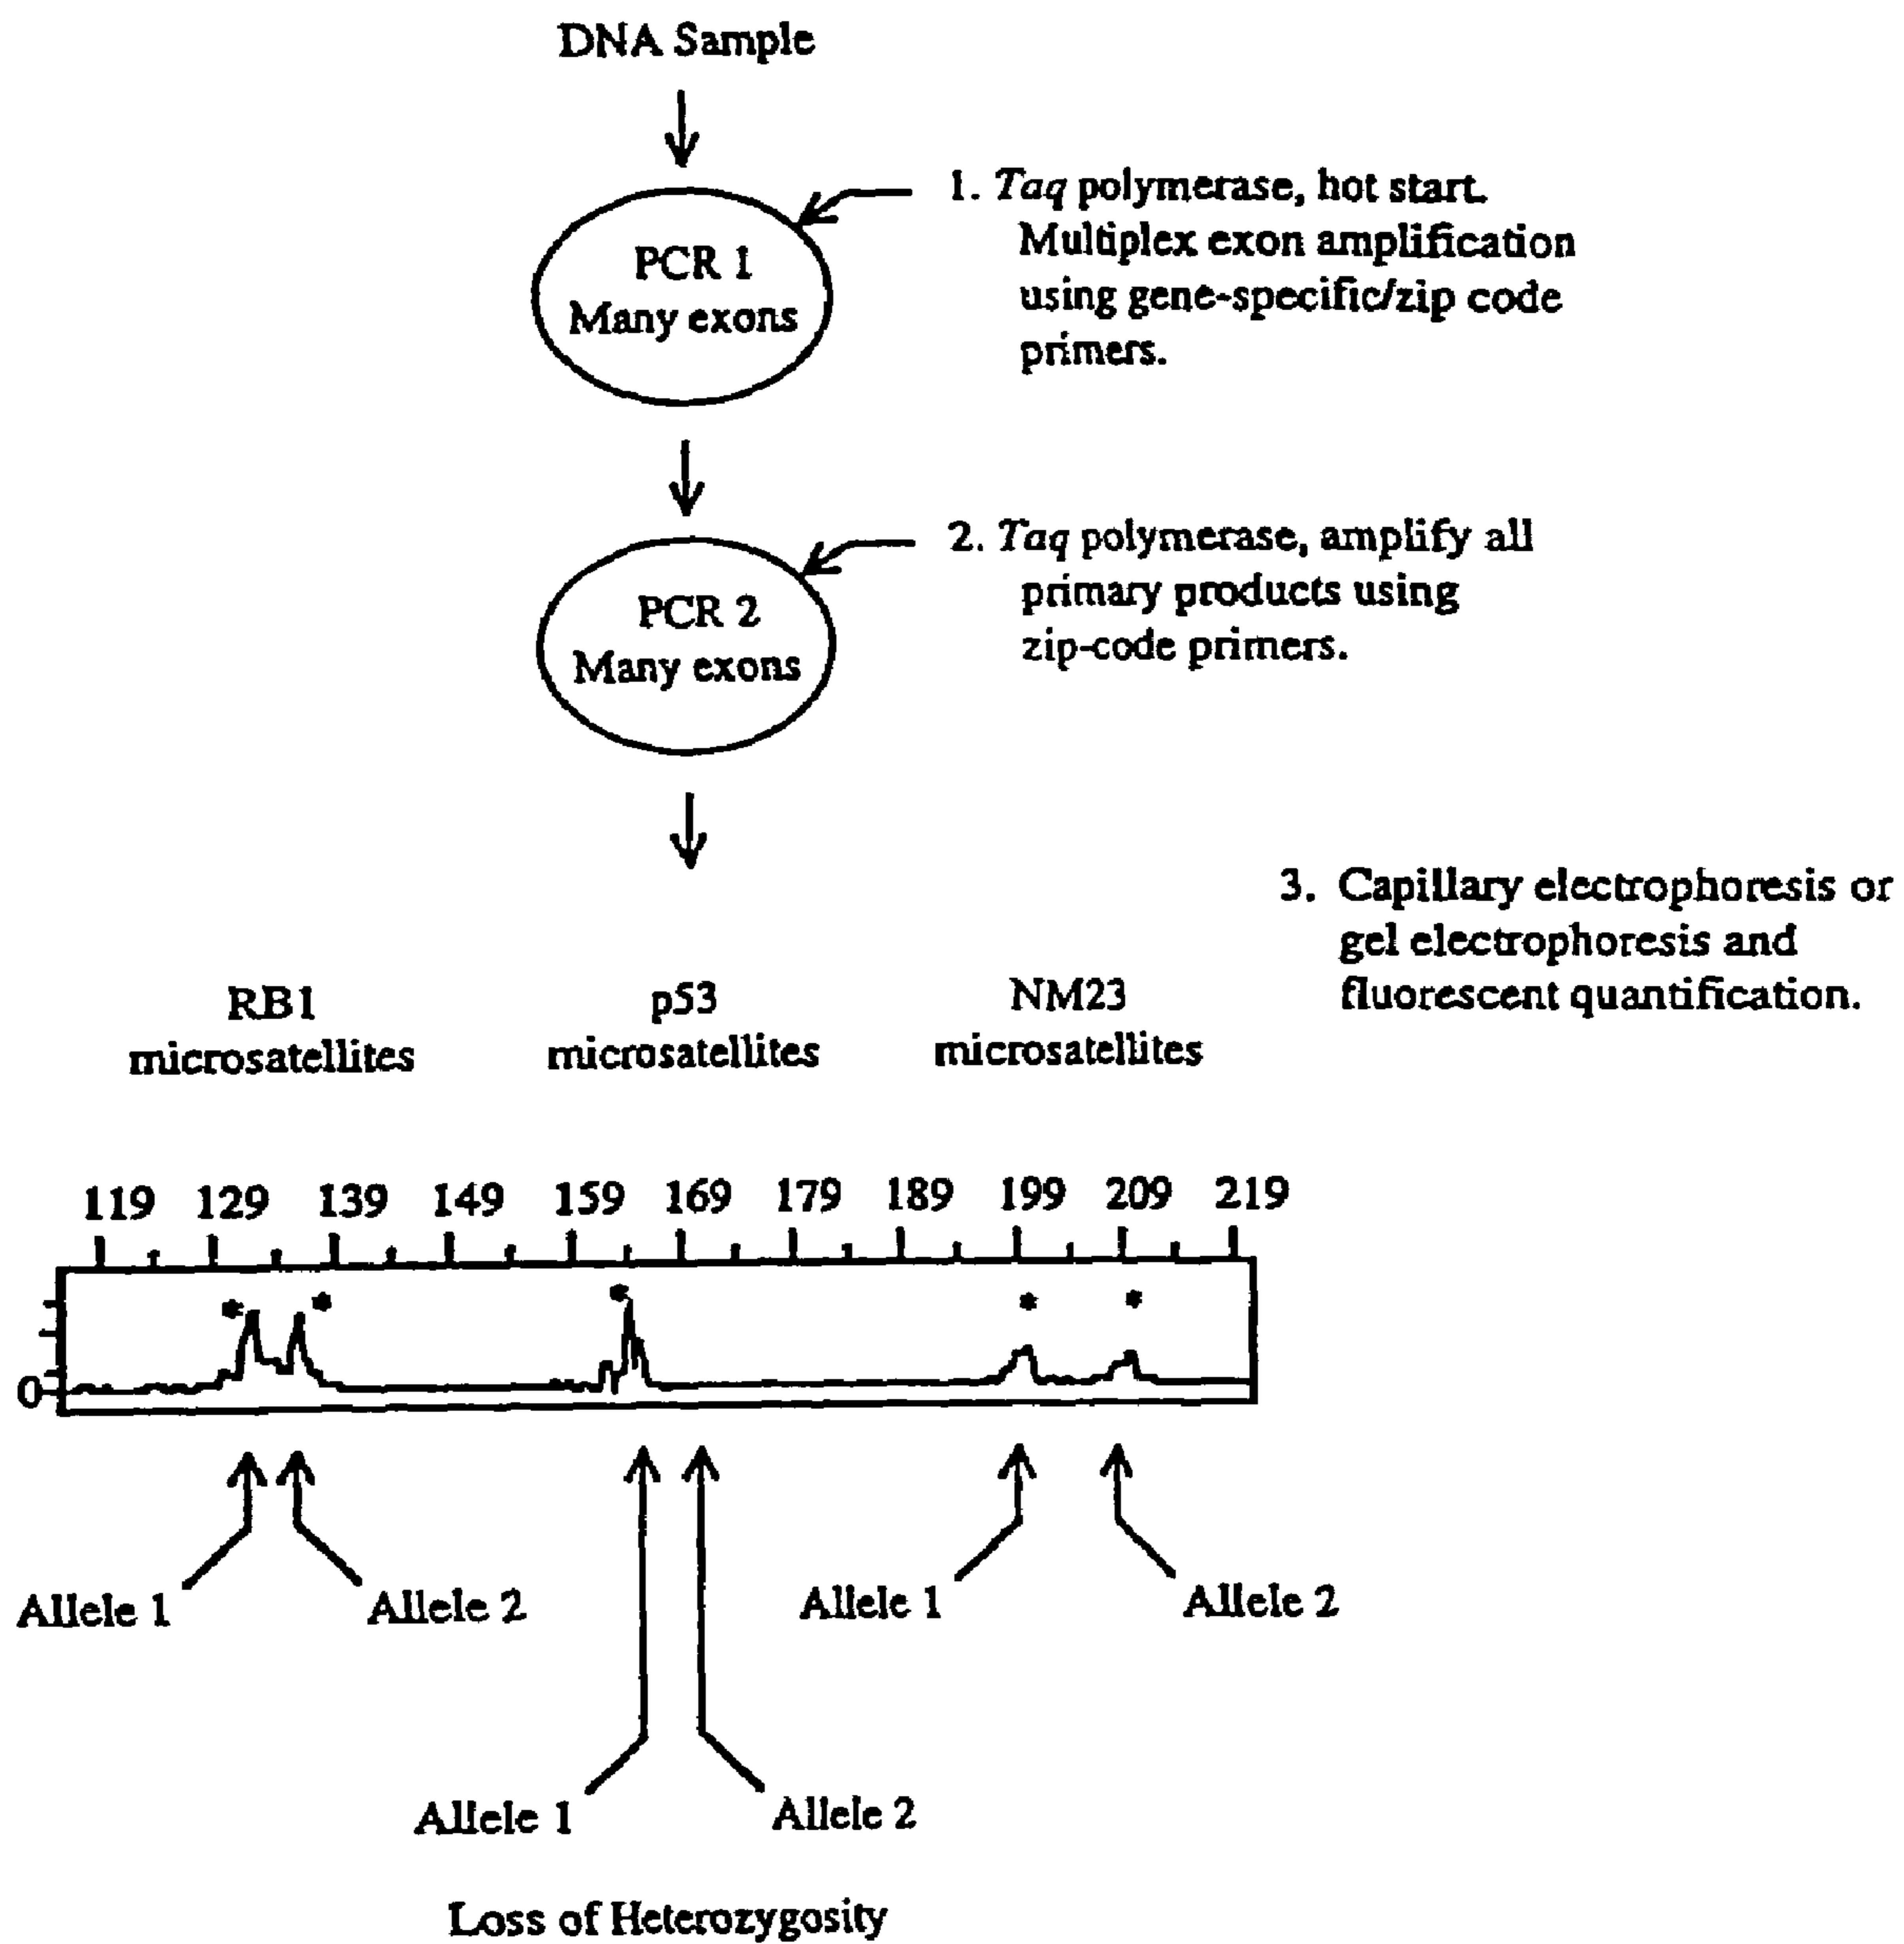 DNA Sample
PCR 1
Many exons
1. Taq polymerase, hot start.
Multiplex exon amplification
using gene-specific/zip code
primers.
PCR 2
Many exons
2. Taq polymerase, amplify all
primary products using
zip-code primers.
3. Capillary electrophoresis or
gel electrophoresis and
fluorescent quantification.
RB1
microsatellites
p53
microsatellites
NM23
microsatellites
119 129 139 149 159 169 179 189 199 209 219
* * * * *
0
Allele 1
Allele 2
Allele 1
Allele 2
Allele 1
Allele 2
Loss of Heterozygosity